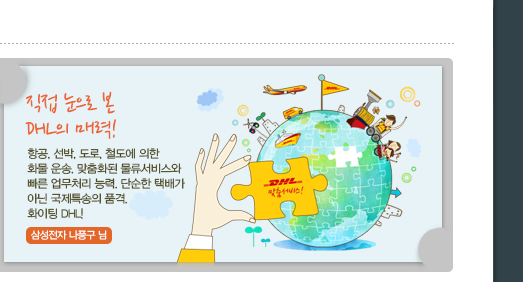 직접 눈으로 본
DHL의 매력!
항공, 선박, 도로, 철도에 의한
화물 운송, 맞춤화된 물류서비스와
빠른 업무처리 능력, 단순한 택배가
아닌 국제특송의 품격,
화이팅 DHL!
삼성전자 나풍구 님
DHL
맞춤서비스!
DHL